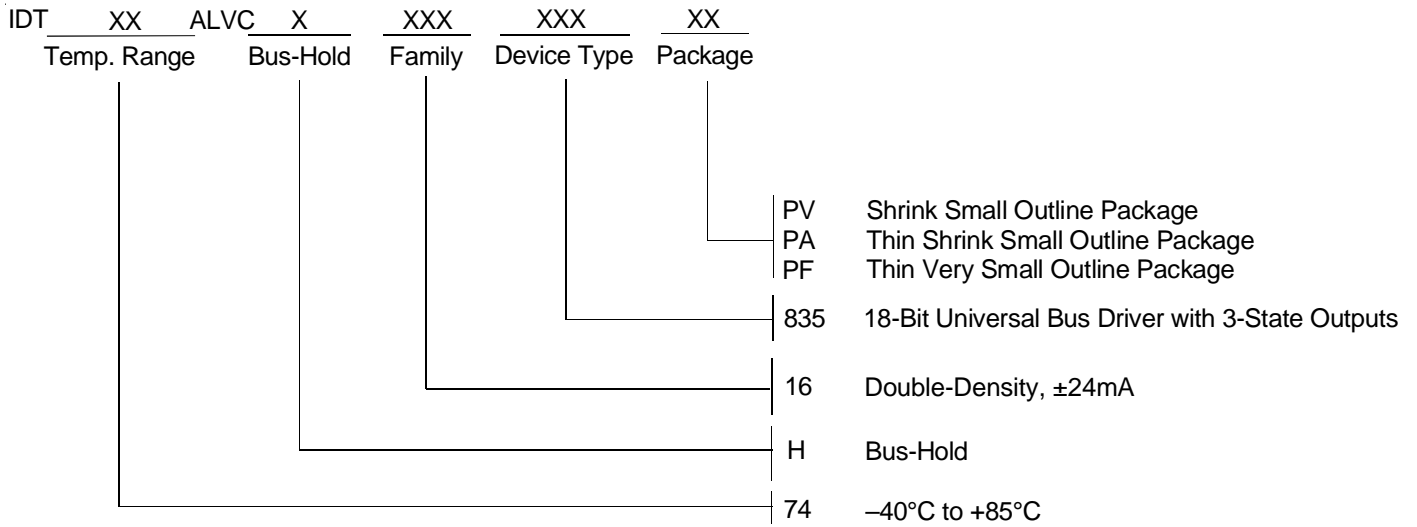 IDT XX ALVC X XXX XXX XX
Temp. Range Bus-Hold Family Device Type Package
PV Shrink Small Outline Package
PA Thin Shrink Small Outline Package
PF Thin Very Small Outline Package
835 18-Bit Universal Bus Driver with 3-State Outputs
16 Double-Density, ±24mA
H Bus-Hold
74 –40°C to +85°C